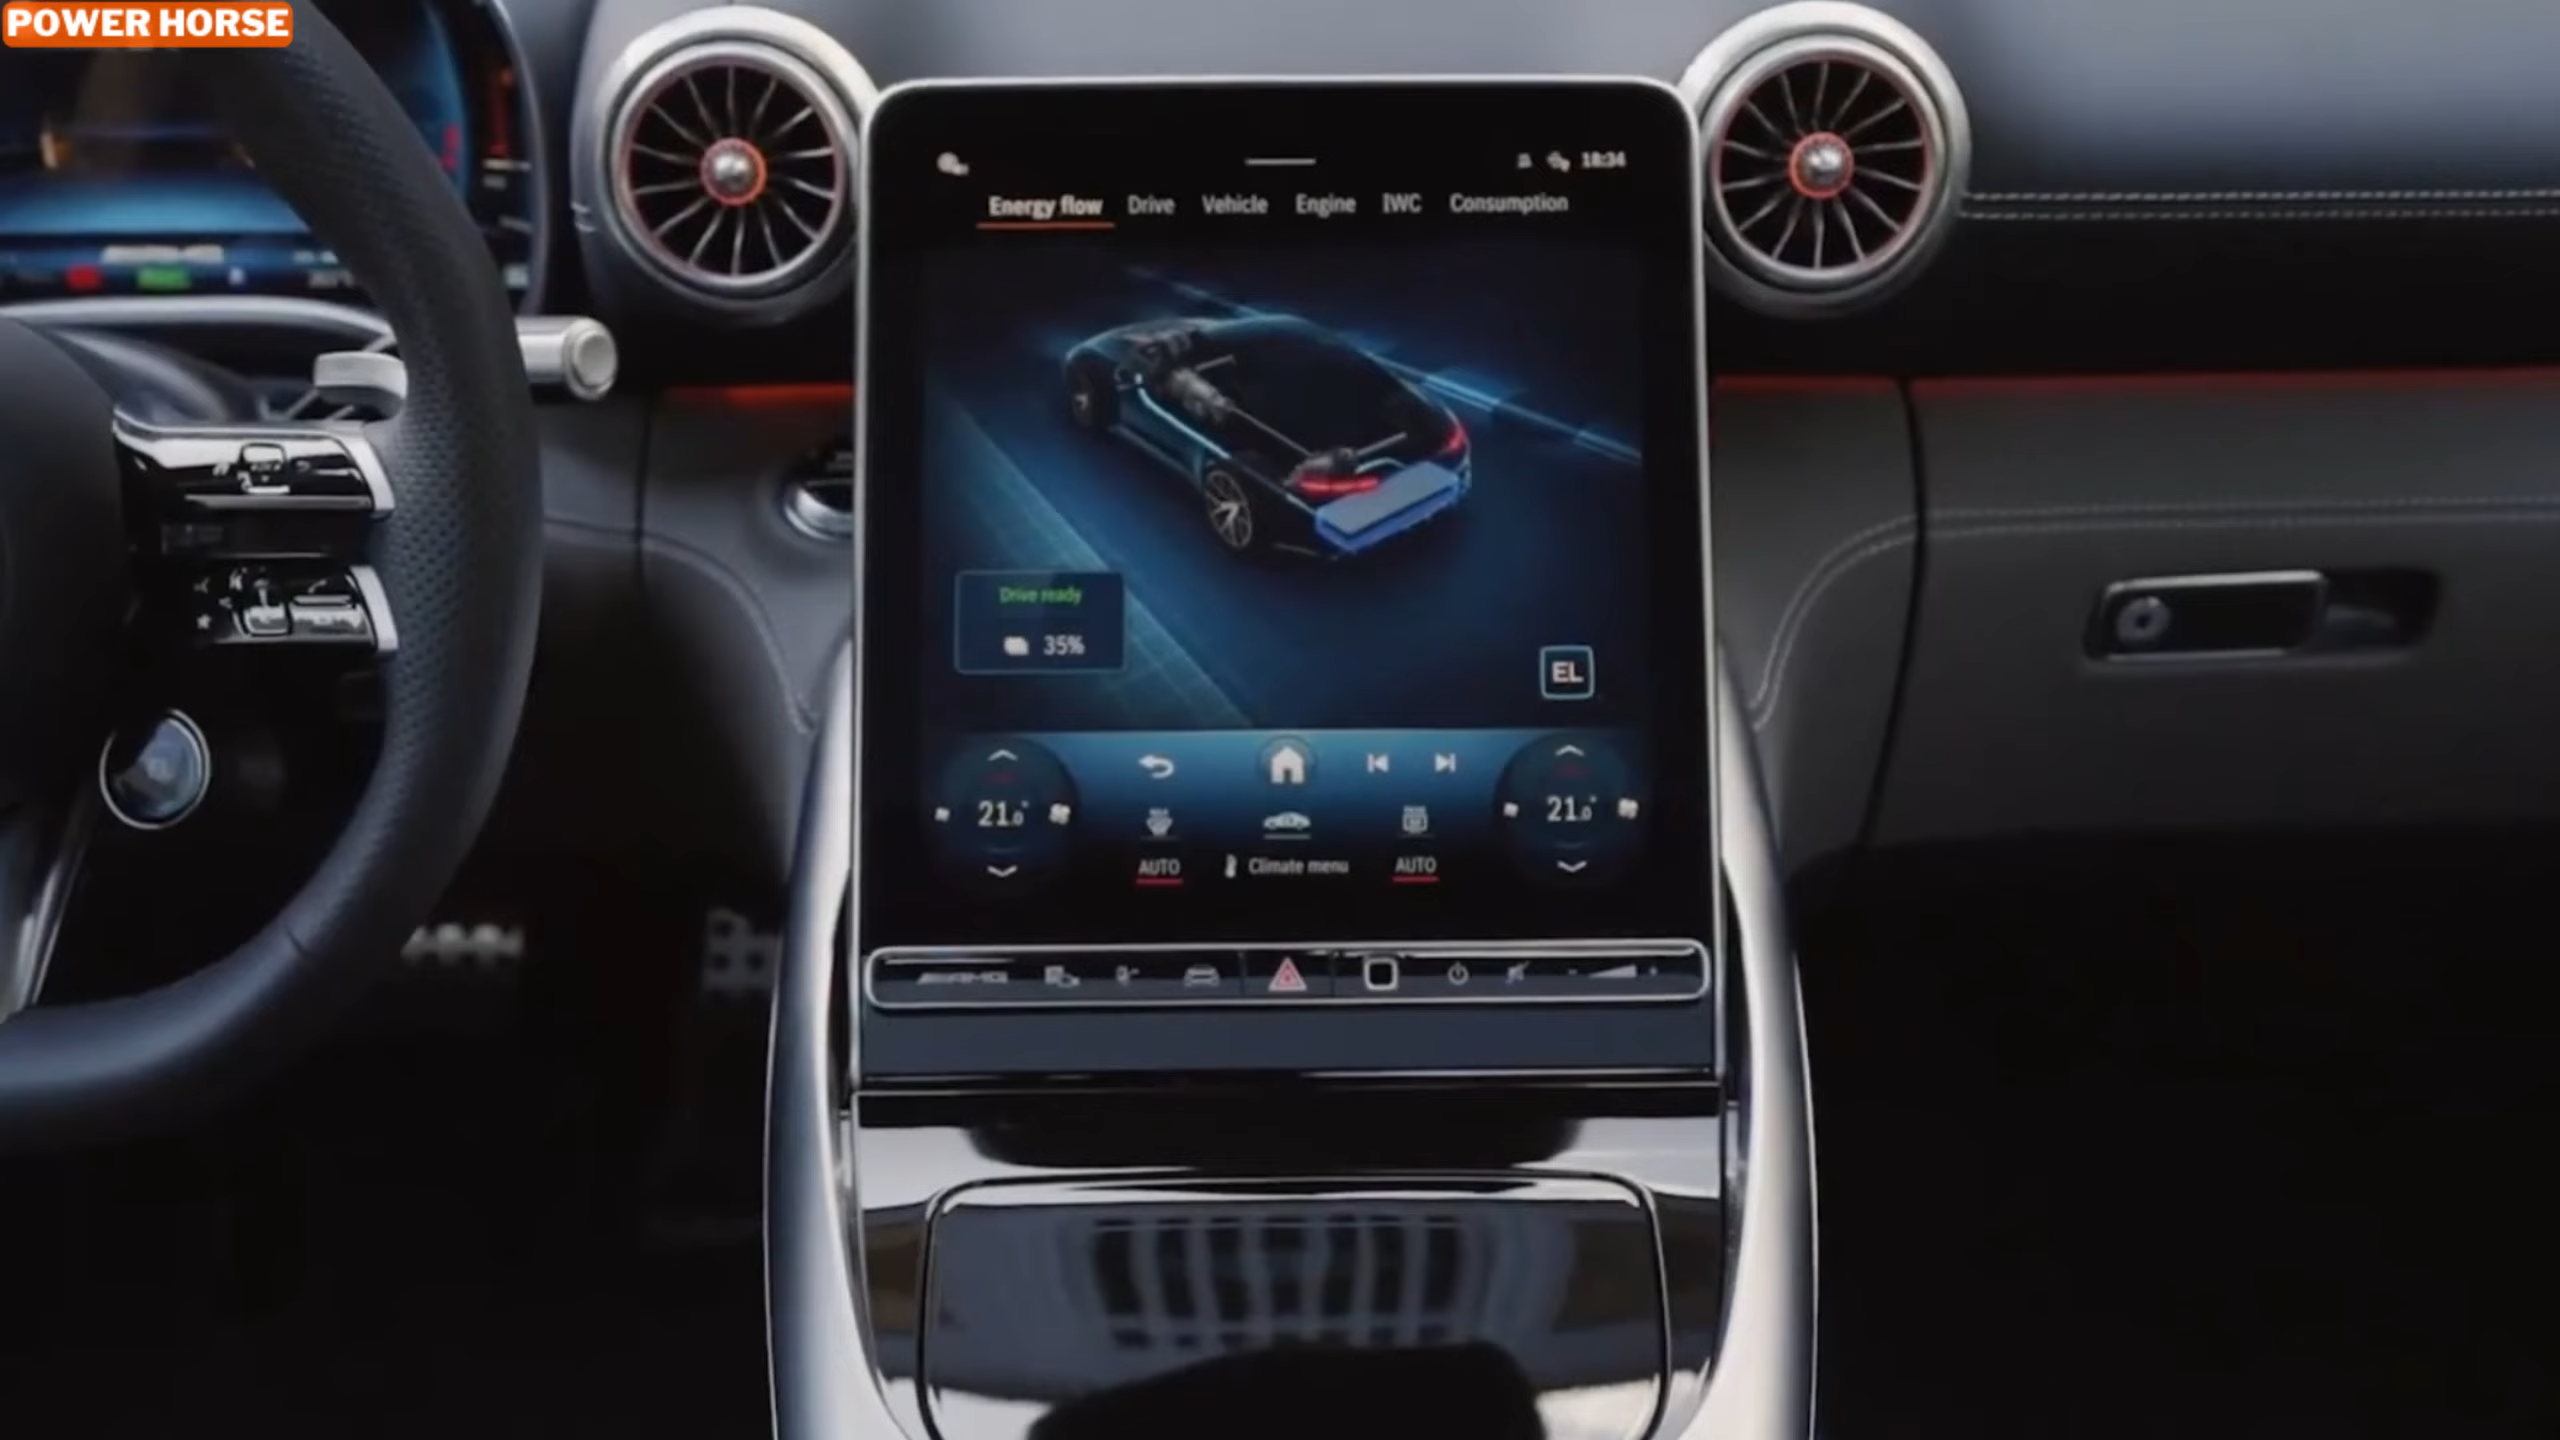 POWER HORSE
18:34
Energy flow Drive Vehicle Engine IWC Consumption
Drive ready
35%
EL
21.0° 21.0°
AUTO Climate menu AUTO
AMG - +